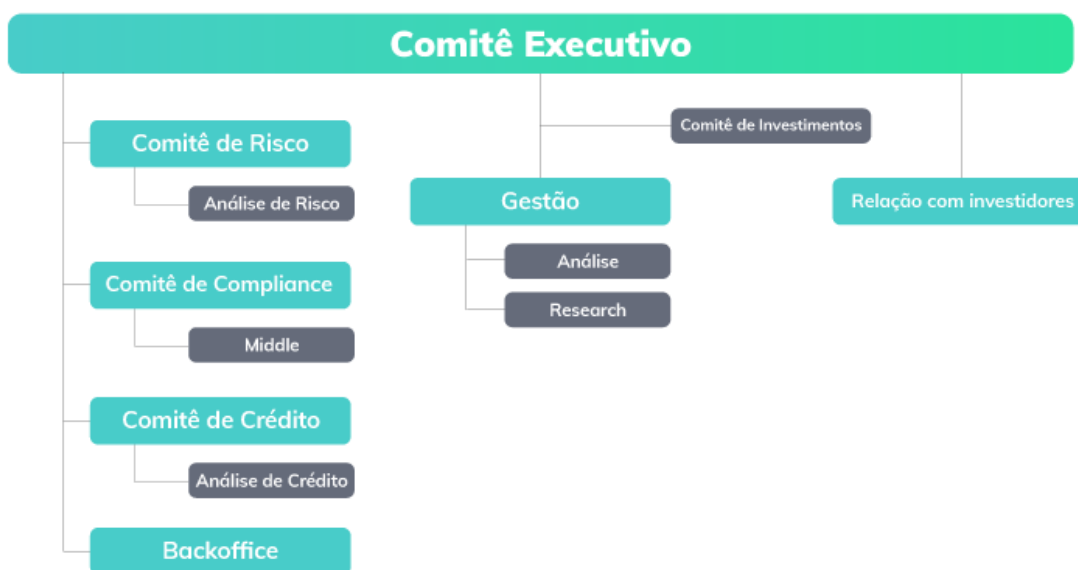 Comitê Executivo
Comitê de Risco
Análise de Risco
Comitê de Compliance
Middle
Comitê de Crédito
Análise de Crédito
Backoffice
Comitê de Investimentos
Gestão
Análise
Research
Relação com investidores